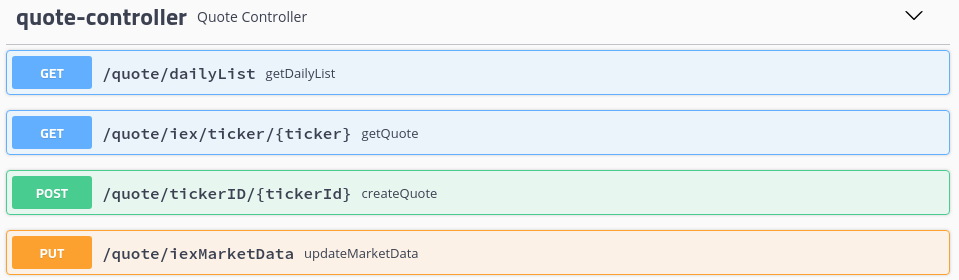 quote-controller Quote Controller
GET /quote/dailyList getDailyList
GET /quote/iex/ticker/{ticker} getQuote
POST /quote/tickerID/{tickerId} createQuote
PUT /quote/iexMarketData updateMarketData